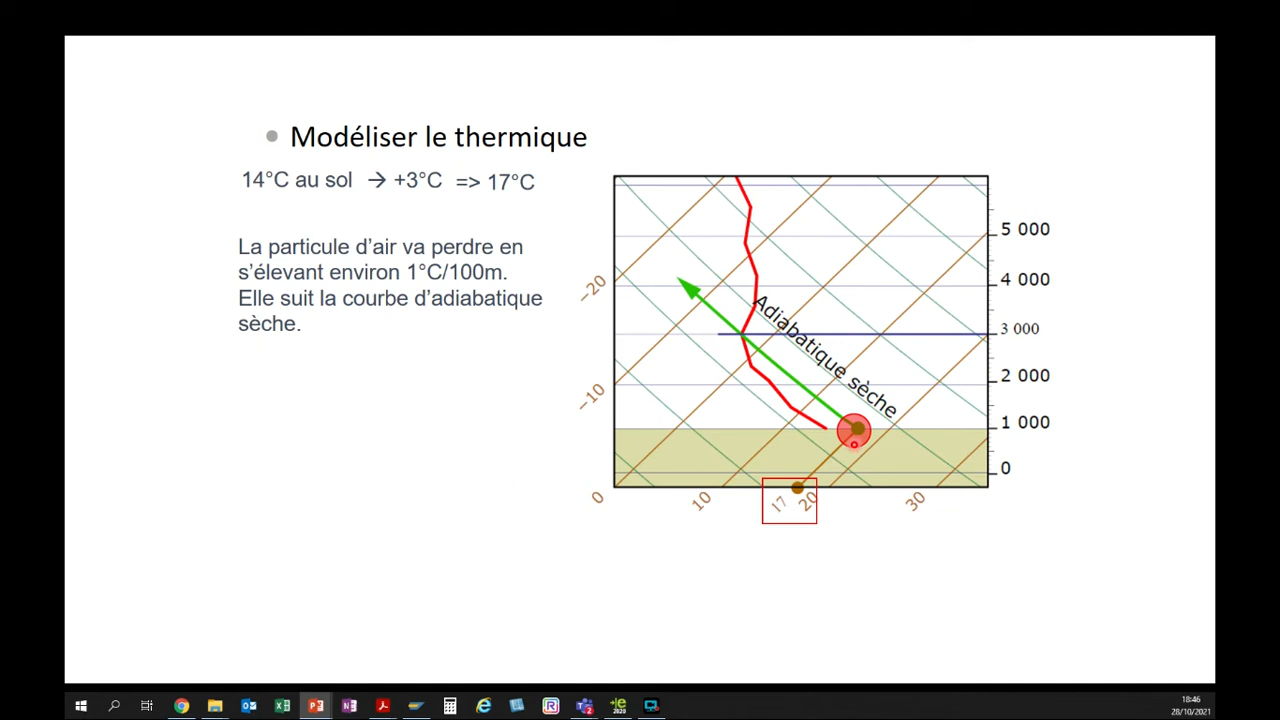 Modéliser le thermique
14°C au sol → +3°C => 17°C
La particule d’air va perdre en
s’élevant environ 1°C/100m.
Elle suit la courbe d’adiabatique
sèche.
5 000
4 000
3 000
2 000
1 000
0
−20
−10
0
10
17
20
30
Adiabatique sèche
18:46
28/10/2021